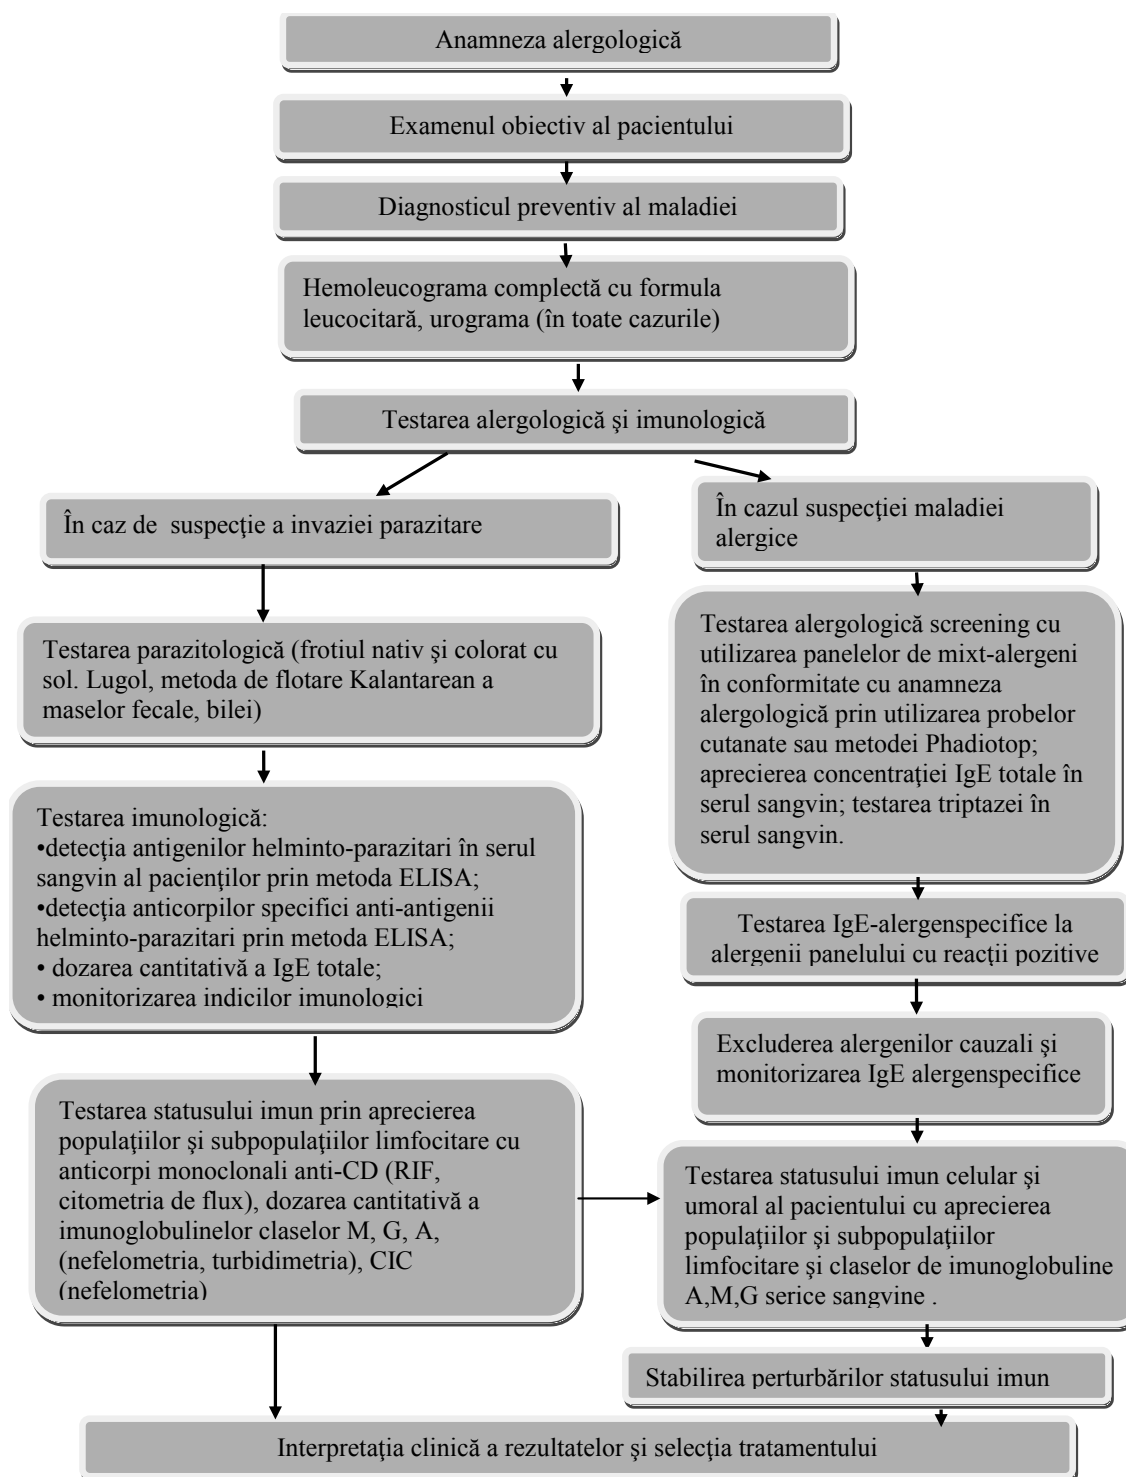 Anamneza alergologică
Examenul obiectiv al pacientului
Diagnosticul preventiv al maladiei
Hemoleucograma complectă cu formula
leucocitară, urograma (în toate cazurile)
Testarea alergologică şi imunologică
În caz de suspecţie a invaziei parazitare
Testarea parazitologică (frotiul nativ şi colorat cu
sol. Lugol, metoda de flotare Kalantarean a
maselor fecale, bilei)
Testarea imunologică:
•detecţia antigenilor helminto-parazitari în serul
sangvin al pacienţilor prin metoda ELISA;
•detecţia anticorpilor specifici anti-antigenii
helminto-parazitari prin metoda ELISA;
• dozarea cantitativă a IgE totale;
• monitorizarea indicilor imunologici
Testarea statusului imun prin aprecierea
populaţiilor şi subpopulaţiilor limfocitare cu
anticorpi monoclonali anti-CD (RIF,
citometria de flux), dozarea cantitativă a
imunoglobulinelor claselor M, G, A,
(nefelometria, turbidimetria), CIC
(nefelometria)
În cazul suspecţiei maladiei
alergice
Testarea alergologică screening cu
utilizarea panelelor de mixt-alergeni
în conformitate cu anamneza
alergologică prin utilizarea probelor
cutanate sau metodei Phadiotop;
aprecierea concentraţiei IgE totale în
serul sangvin; testarea triptazei în
serul sangvin.
Testarea IgE-alergenspecifice la
alergenii panelului cu reacţii pozitive
Excluderea alergenilor cauzali şi
monitorizarea IgE alergenspecifice
Testarea statusului imun celular şi
umoral al pacientului cu aprecierea
populaţiilor şi subpopulaţiilor
limfocitare şi claselor de imunoglobuline
A,M,G serice sangvine .
Stabilirea perturbărilor statusului imun
Interpretaţia clinică a rezultatelor şi selecţia tratamentului